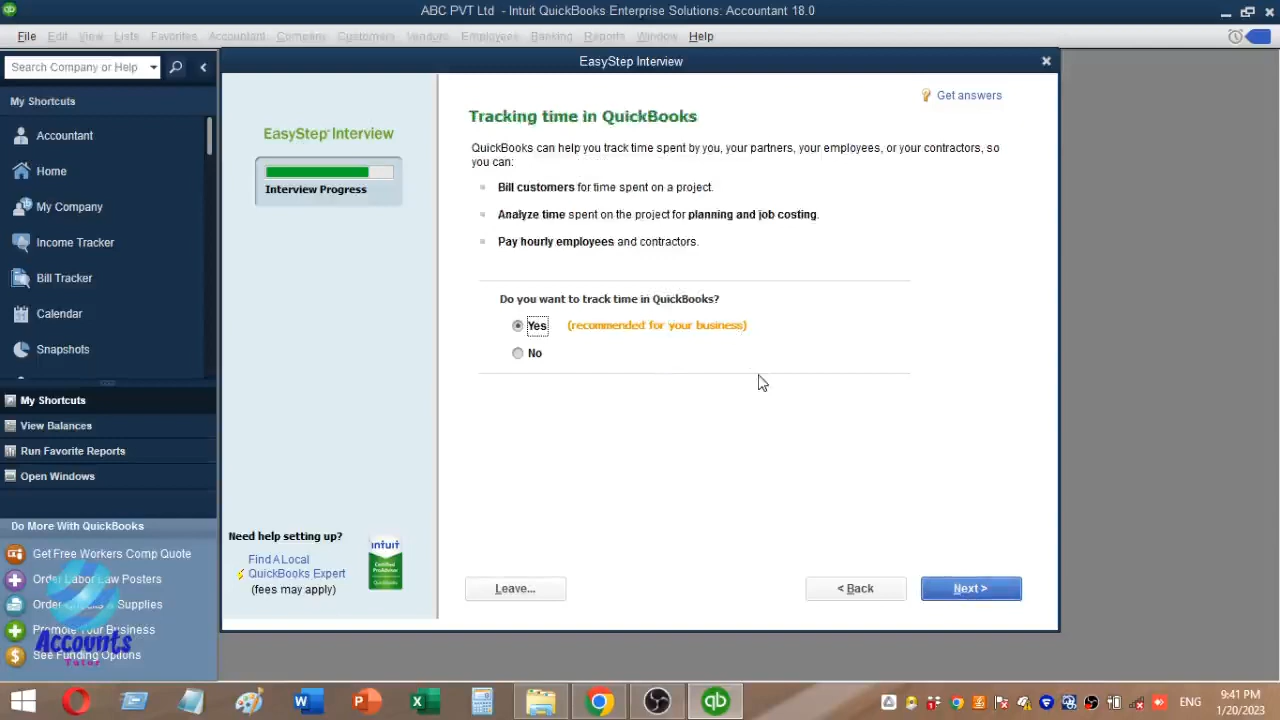 ABC PVT Ltd - Intuit QuickBooks Enterprise Solutions: Accountant 18.0
File Edit View Lists Favorites Accountant Company Customers Vendors Employees Banking Reports Window Help
Search Company or Help
My Shortcuts
Accountant
Home
My Company
Income Tracker
Bill Tracker
Calendar
Snapshots
My Shortcuts
View Balances
Run Favorite Reports
Open Windows
Do More With QuickBooks
Get Free Workers Comp Quote
Order Labor Law Posters
Order Checks & Supplies
Promote Your Business
See Funding Options
Accounts
Tutor
EasyStep Interview
EasyStep Interview
Interview Progress
Need help setting up?
Find A Local
QuickBooks Expert
(fees may apply)
intuit
Certified
ProAdvisor
QuickBooks
Get answers
Tracking time in QuickBooks
QuickBooks can help you track time spent by you, your partners, your employees, or your contractors, so
you can:
Bill customers for time spent on a project.
Analyze time spent on the project for planning and job costing.
Pay hourly employees and contractors.
Do you want to track time in QuickBooks?
Yes (recommended for your business)
No
Leave...
< Back
Next >
ENG
9:41 PM
1/20/2023